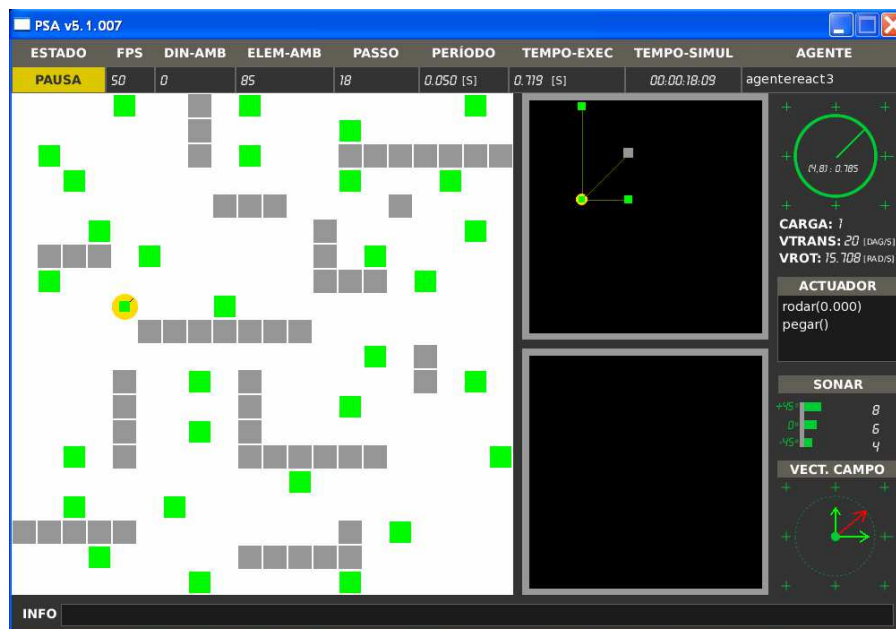 PSA v5.1.007
ESTADO FPS DIN-AMB ELEM-AMB PASSO PERÍODO TEMPO-EXEC TEMPO-SIMUL AGENTE
PAUSA 50 0 85 18 0.050 [S] 0.719 [S] 00:00:18:09 agentereact3
(4,8) : 0.785
CARGA: 1
VTRANS: 20 [DAG/S]
VROT: 15.708 [RAD/S]
ACTUADOR
rodar(0.000)
pegar()
SONAR
+45° 8
0° 6
-45° 4
VECT. CAMPO
INFO